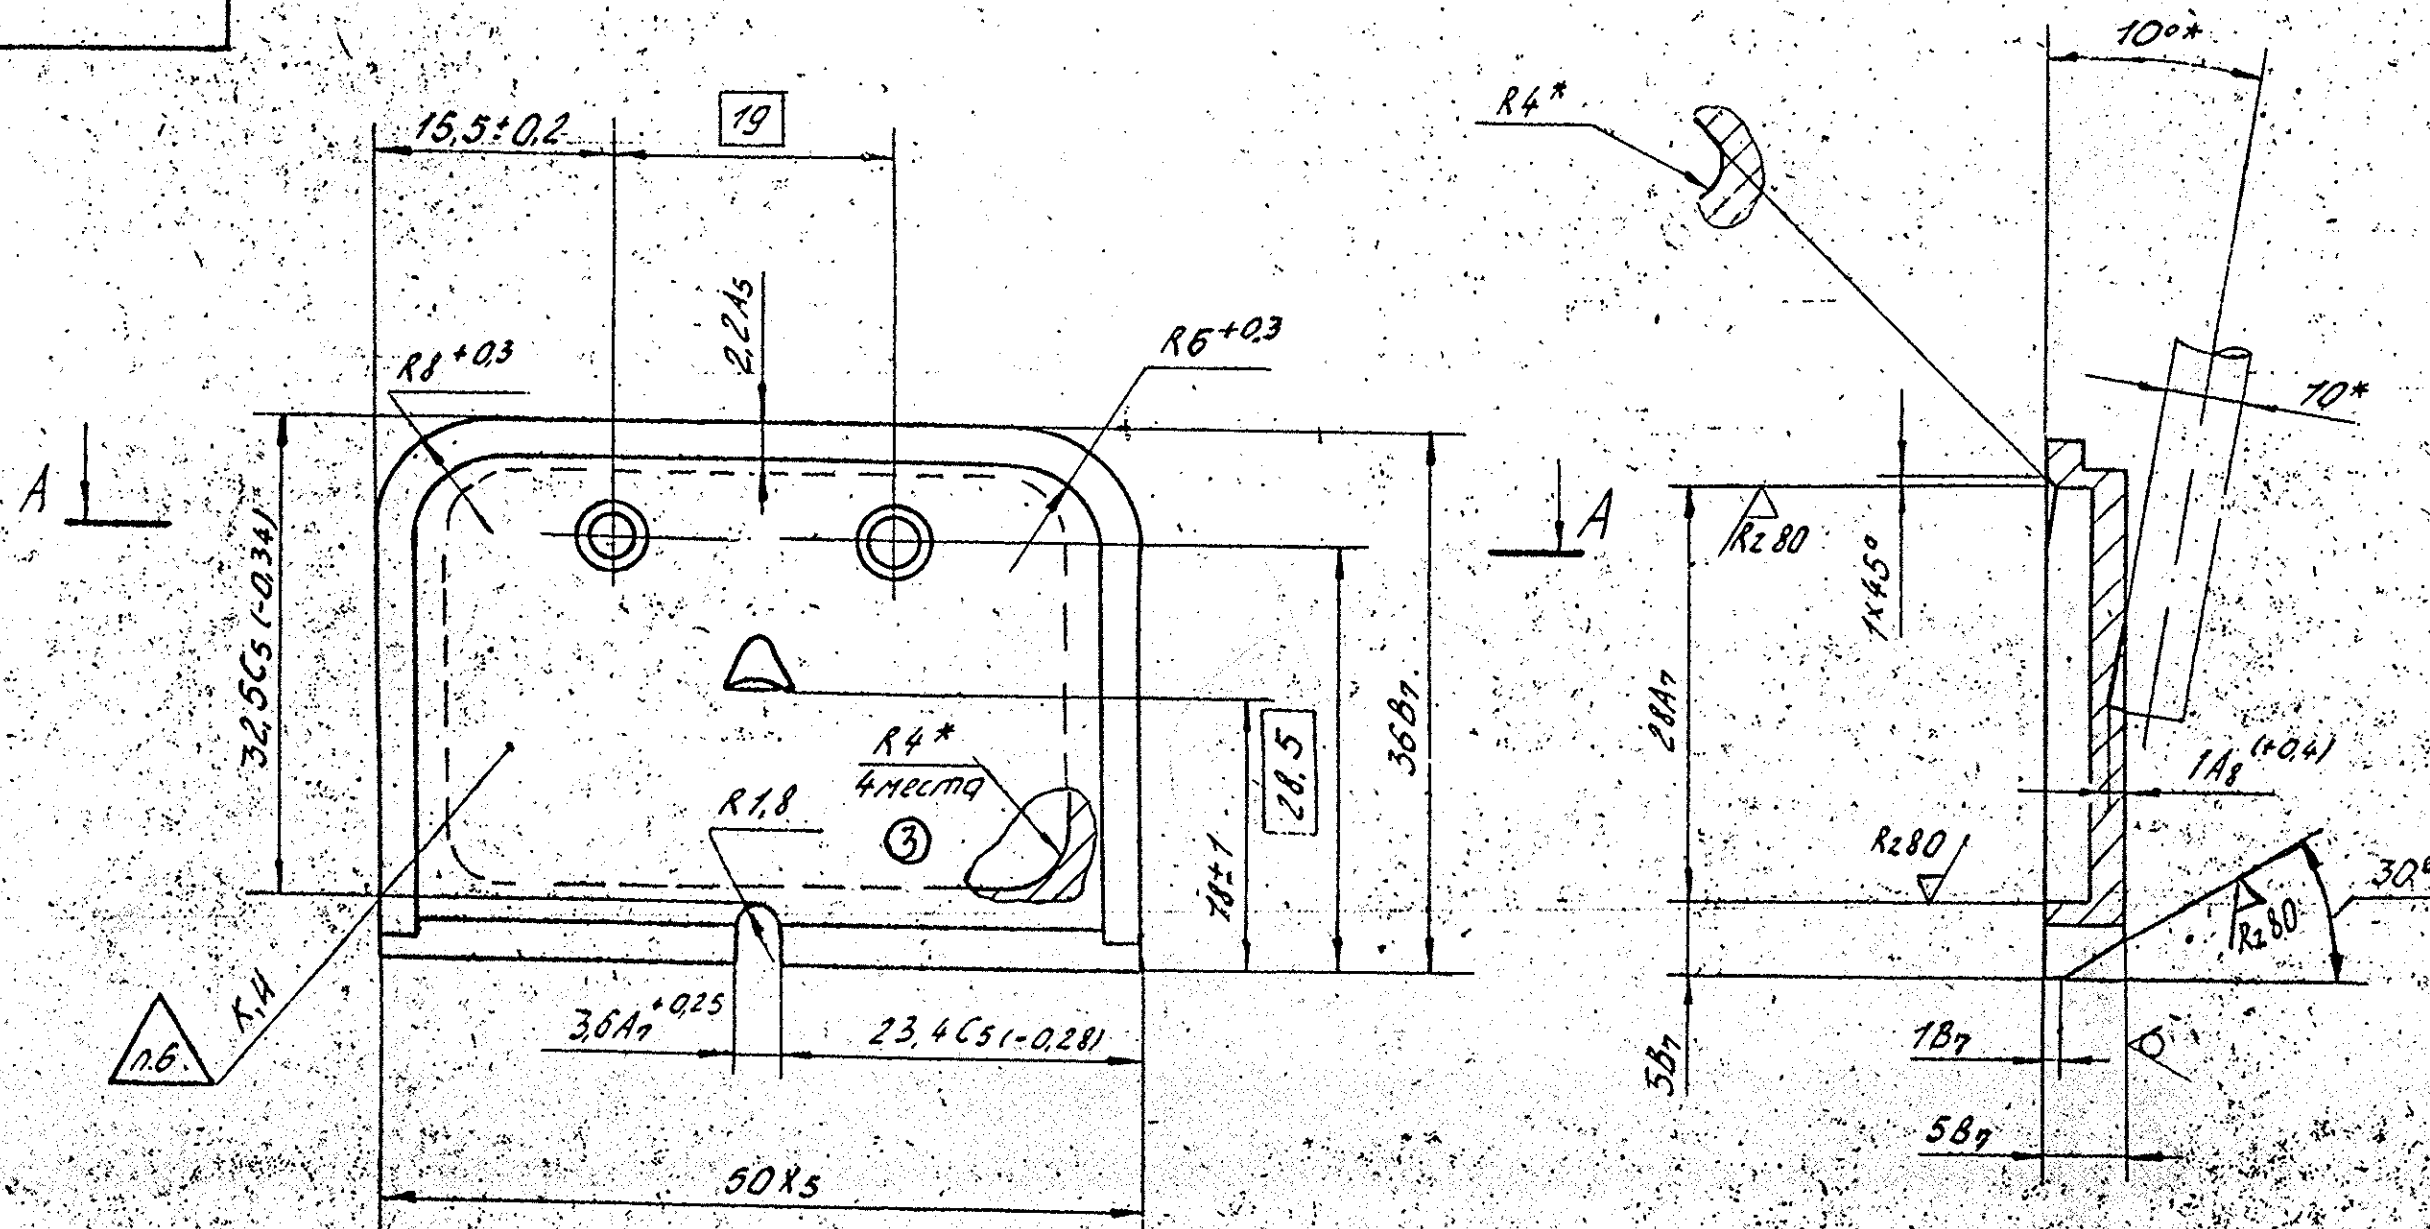 10°*
R4*
15,5±0,2
19
2,2A5
R8+0,3
R6+0,3
10*
A
A
Rz80
1x45°
32,5C5(-0,34)
28A7
36B7
28.5
18±1
R4*
4 места
3
R1,8
1A8(+0,4)
Rz80
30°
Rz80
К,Н
п.6.
3,6A7+0,25
23,4C5(-0,28)
5B7
1B7
5B7
50X5